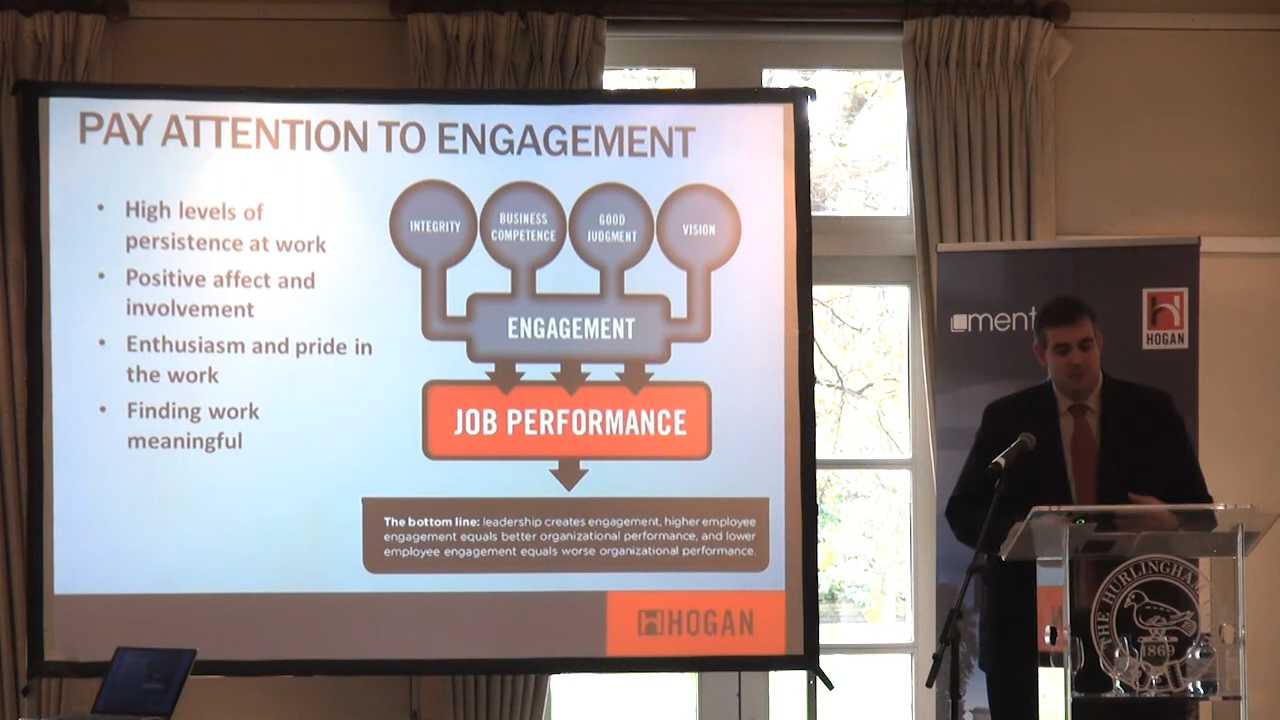 PAY ATTENTION TO ENGAGEMENT
• High levels of
persistence at work
• Positive affect and
involvement
• Enthusiasm and pride in
the work
• Finding work
meaningful
INTEGRITY
BUSINESS
COMPETENCE
GOOD
JUDGMENT
VISION
ENGAGEMENT
JOB PERFORMANCE
The bottom line: leadership creates engagement, higher employee
engagement equals better organizational performance, and lower
employee engagement equals worse organizational performance.
HOGAN
ment
HOGAN
THE HURLINGHA
1869